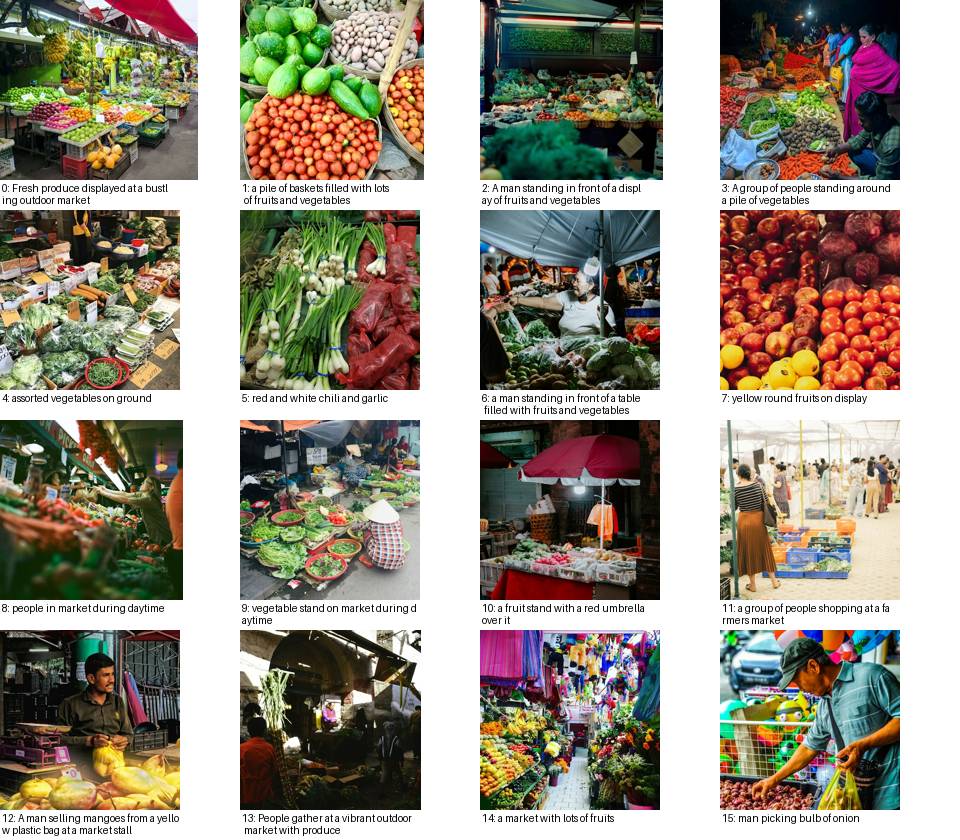 0: Fresh produce displayed at a bustl
ing outdoor market
1: a pile of baskets filled with lots
of fruits and vegetables
2: A man standing in front of a displ
ay of fruits and vegetables
3: A group of people standing around
a pile of vegetables
4: assorted vegetables on ground
5: red and white chili and garlic
6: a man standing in front of a table
filled with fruits and vegetables
7: yellow round fruits on display
8: people in market during daytime
9: vegetable stand on market during d
aytime
10: a fruit stand with a red umbrella
over it
11: a group of people shopping at a fa
rmers market
12: A man selling mangoes from a yello
w plastic bag at a market stall
13: People gather at a vibrant outdoor
market with produce
14: a market with lots of fruits
15: man picking bulb of onion